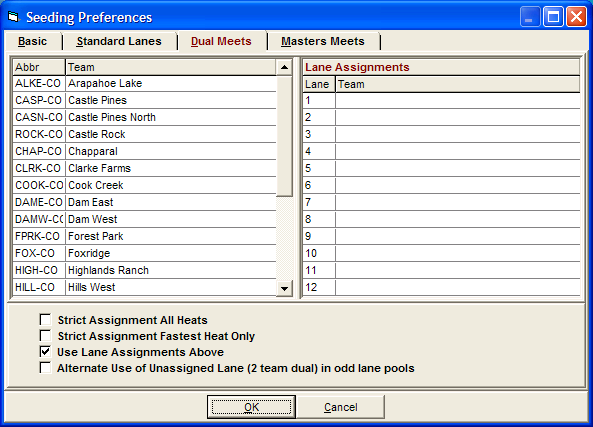 Seeding Preferences
Basic Standard Lanes Dual Meets Masters Meets
Abbr Team
ALKE-CO Arapahoe Lake
CASP-CO Castle Pines
CASN-CO Castle Pines North
ROCK-CO Castle Rock
CHAP-CO Chapparal
CLRK-CO Clarke Farms
COOK-CO Cook Creek
DAME-CO Dam East
DAMW-CO Dam West
FPRK-CO Forest Park
FOX-CO Foxridge
HIGH-CO Highlands Ranch
HILL-CO Hills West
Lane Assignments
Lane Team
1
2
3
4
5
6
7
8
9
10
11
12
Strict Assignment All Heats
Strict Assignment Fastest Heat Only
Use Lane Assignments Above
Alternate Use of Unassigned Lane (2 team dual) in odd lane pools
OK Cancel